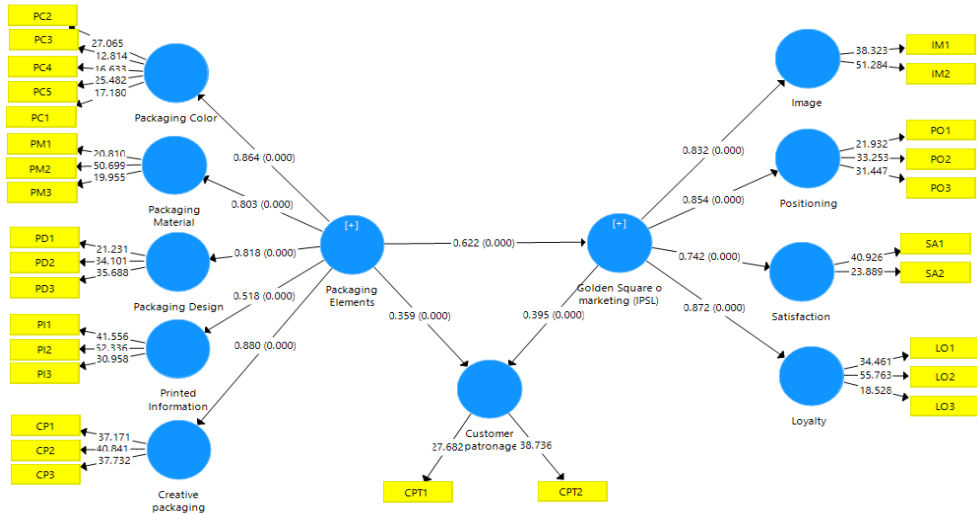 PC2
PC3
PC4
PC5
PC1
27.065
12.814
16.633
25.482
17.180
Packaging Color
PM1
PM2
PM3
20.810
50.699
19.955
Packaging
Material
PD1
PD2
PD3
21.231
34.101
35.688
Packaging Design
PI1
PI2
PI3
41.556
52.336
30.958
Printed
Information
CP1
CP2
CP3
37.171
40.841
37.732
Creative
packaging
0.864 (0.000)
0.803 (0.000)
0.818 (0.000)
0.518 (0.000)
0.880 (0.000)
[+]
Packaging
Elements
0.622 (0.000)
0.359 (0.000)
0.395 (0.000)
[+]
Golden Square o
marketing (IPSL)
Customer
patronage
27.682
38.736
CPT1
CPT2
0.832 (0.000)
0.854 (0.000)
0.742 (0.000)
0.872 (0.000)
Image
38.323
51.284
IM1
IM2
Positioning
21.932
33.253
31.447
PO1
PO2
PO3
Satisfaction
40.926
23.889
SA1
SA2
Loyalty
34.461
55.763
18.528
LO1
LO2
LO3